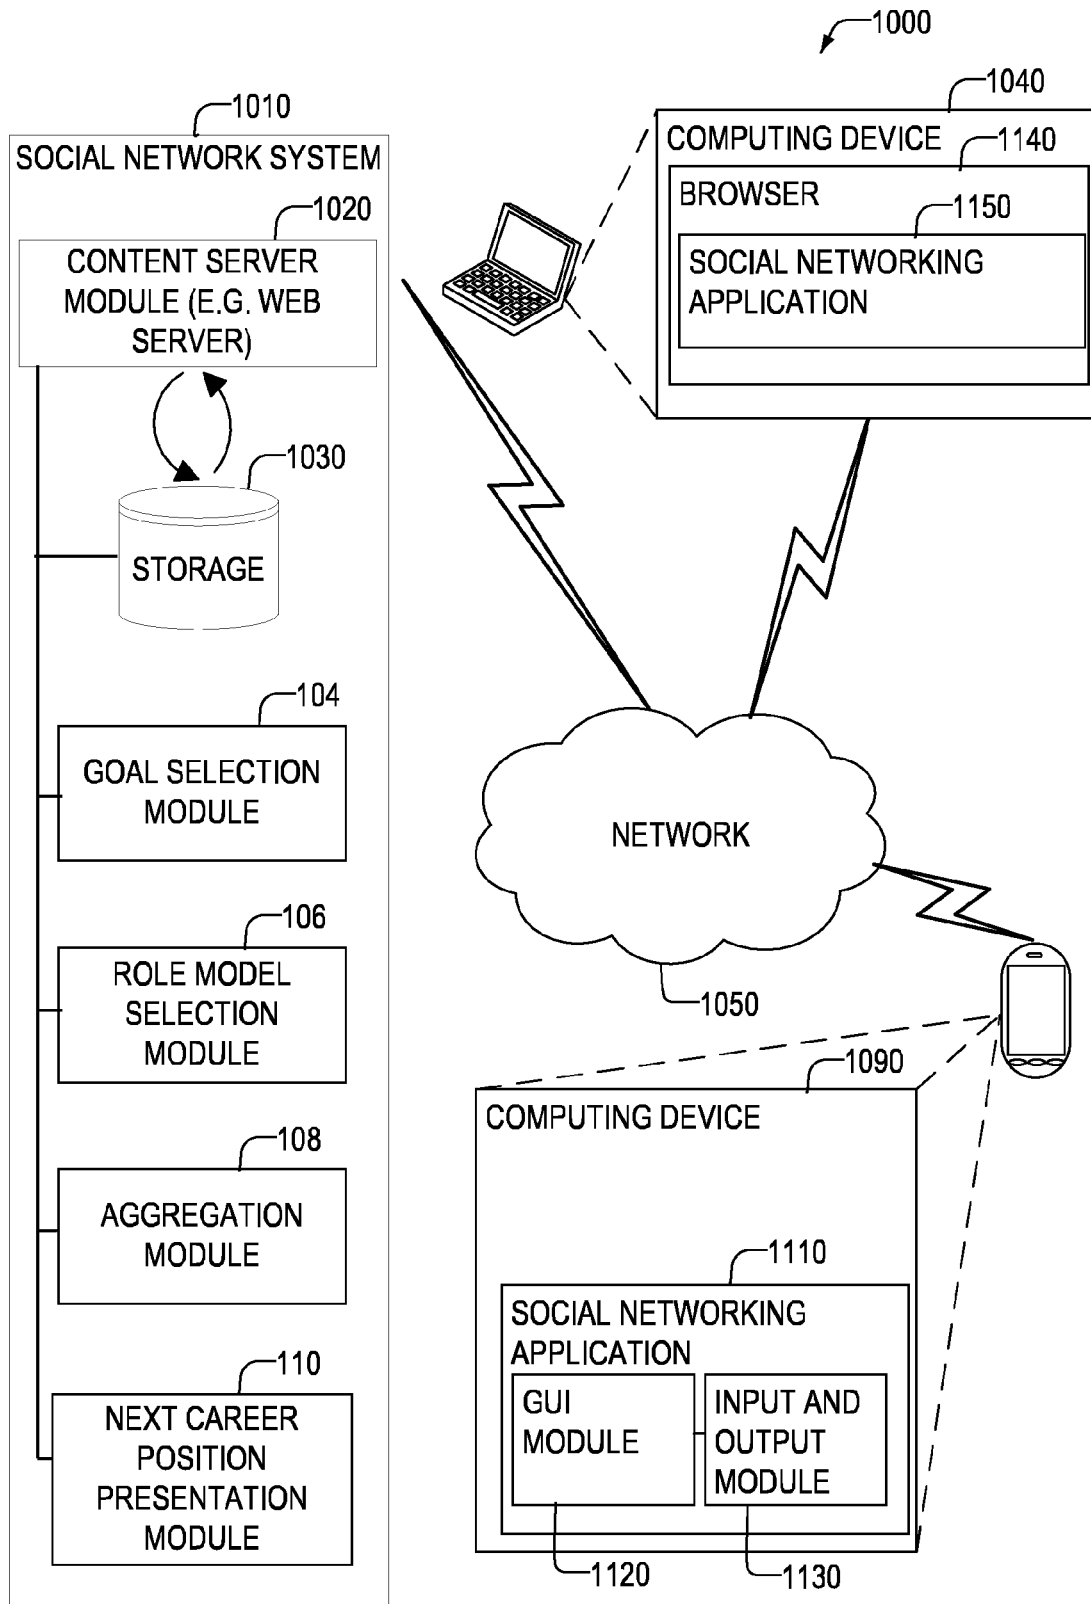 1000
1010
SOCIAL NETWORK SYSTEM
1020
CONTENT SERVER
MODULE (E.G. WEB
SERVER)
1030
STORAGE
104
GOAL SELECTION
MODULE
106
ROLE MODEL
SELECTION
MODULE
108
AGGREGATION
MODULE
110
NEXT CAREER
POSITION
PRESENTATION
MODULE
1040
COMPUTING DEVICE
1140
BROWSER
1150
SOCIAL NETWORKING
APPLICATION
NETWORK
1050
1090
COMPUTING DEVICE
1110
SOCIAL NETWORKING
APPLICATION
GUI
MODULE
INPUT AND
OUTPUT
MODULE
1120
1130